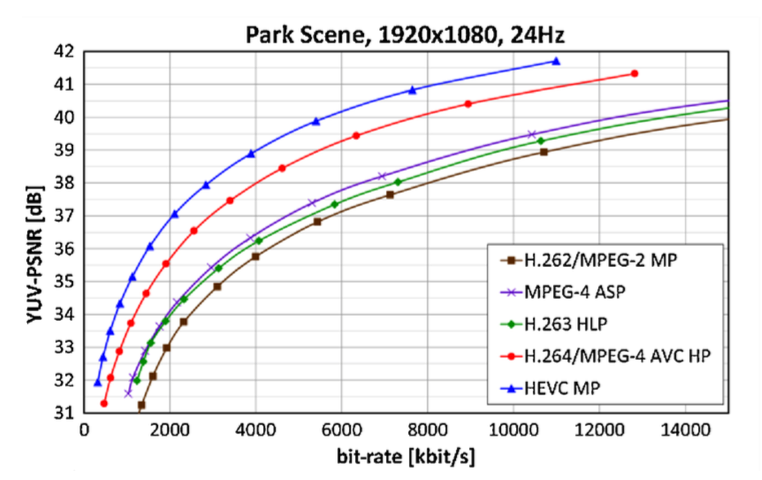 Park Scene, 1920x1080, 24Hz
YUV-PSNR [dB]
42
41
40
39
38
37
36
35
34
33
32
31
H.262/MPEG-2 MP
MPEG-4 ASP
H.263 HLP
H.264/MPEG-4 AVC HP
HEVC MP
0 2000 4000 6000 8000 10000 12000 14000
bit-rate [kbit/s]